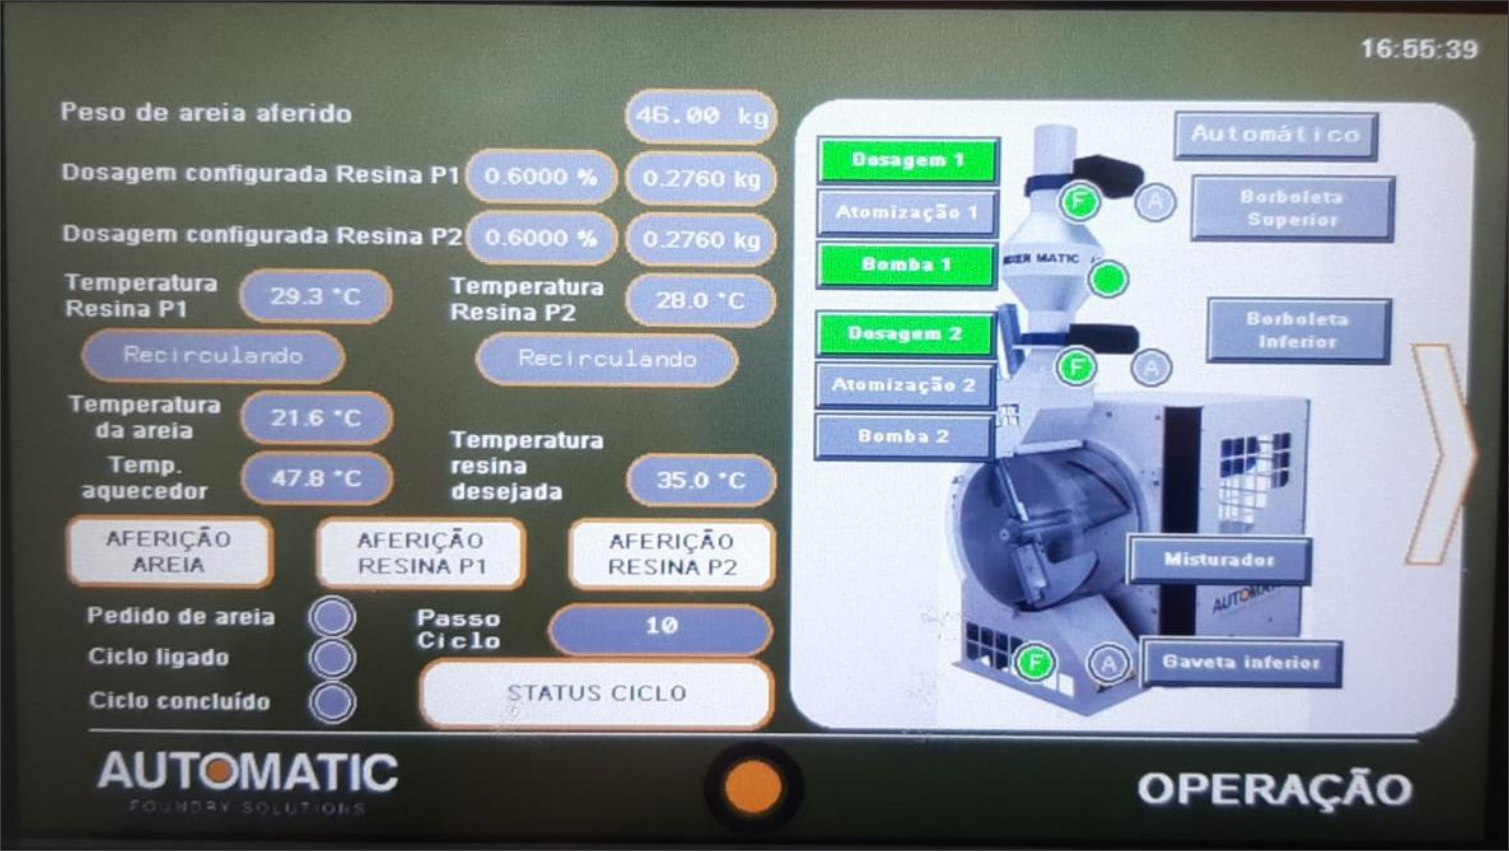 16:55:39
Peso de areia aferido
46.00 kg
Dosagem configurada Resina P1
0.6000 %
0.2760 kg
Dosagem configurada Resina P2
0.6000 %
0.2760 kg
Temperatura
Resina P1
29.3 °C
Temperatura
Resina P2
28.0 °C
Recirculando
Recirculando
Temperatura
da areia
21.6 °C
Temp.
aquecedor
47.8 °C
Temperatura
resina
desejada
35.0 °C
AFERIÇÃO
AREIA
AFERIÇÃO
RESINA P1
AFERIÇÃO
RESINA P2
Pedido de areia
Ciclo ligado
Ciclo concluído
Passo
Ciclo
10
STATUS CICLO
Dosagem 1
Atomização 1
Bomba 1
Dosagem 2
Atomização 2
Bomba 2
Automático
F
A
Borboleta
Superior
MATIC
Borboleta
Inferior
F
A
Misturador
F
A
Gaveta inferior
AUTOMATIC
FOUNDRY SOLUTIONS
OPERAÇÃO